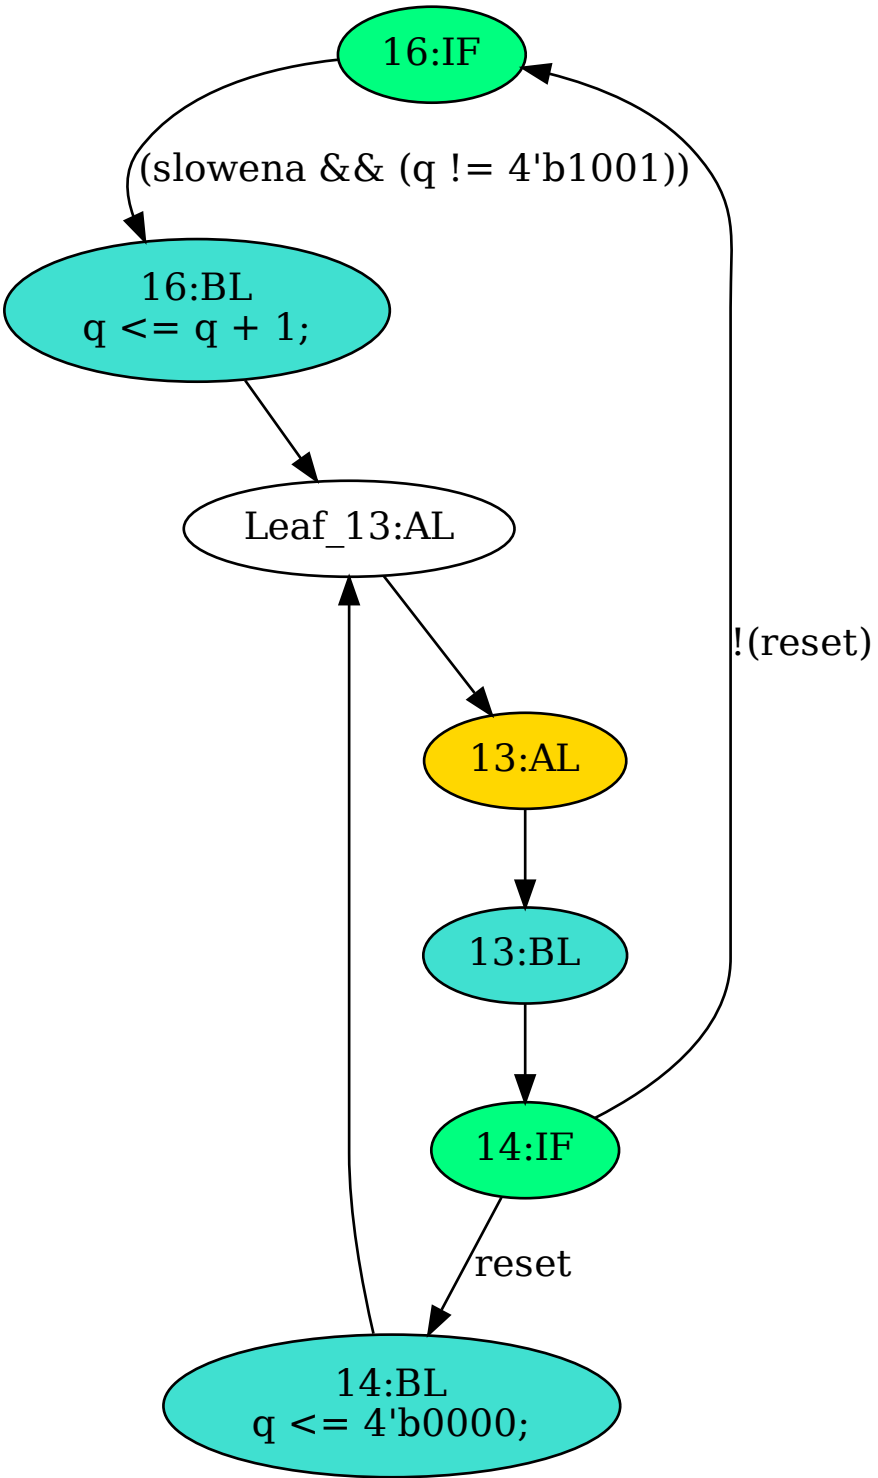 16:IF
(slowena && (q != 4'b1001))
16:BL
q <= q + 1;
Leaf_13:AL
!(reset)
13:AL
13:BL
14:IF
reset
14:BL
q <= 4'b0000;